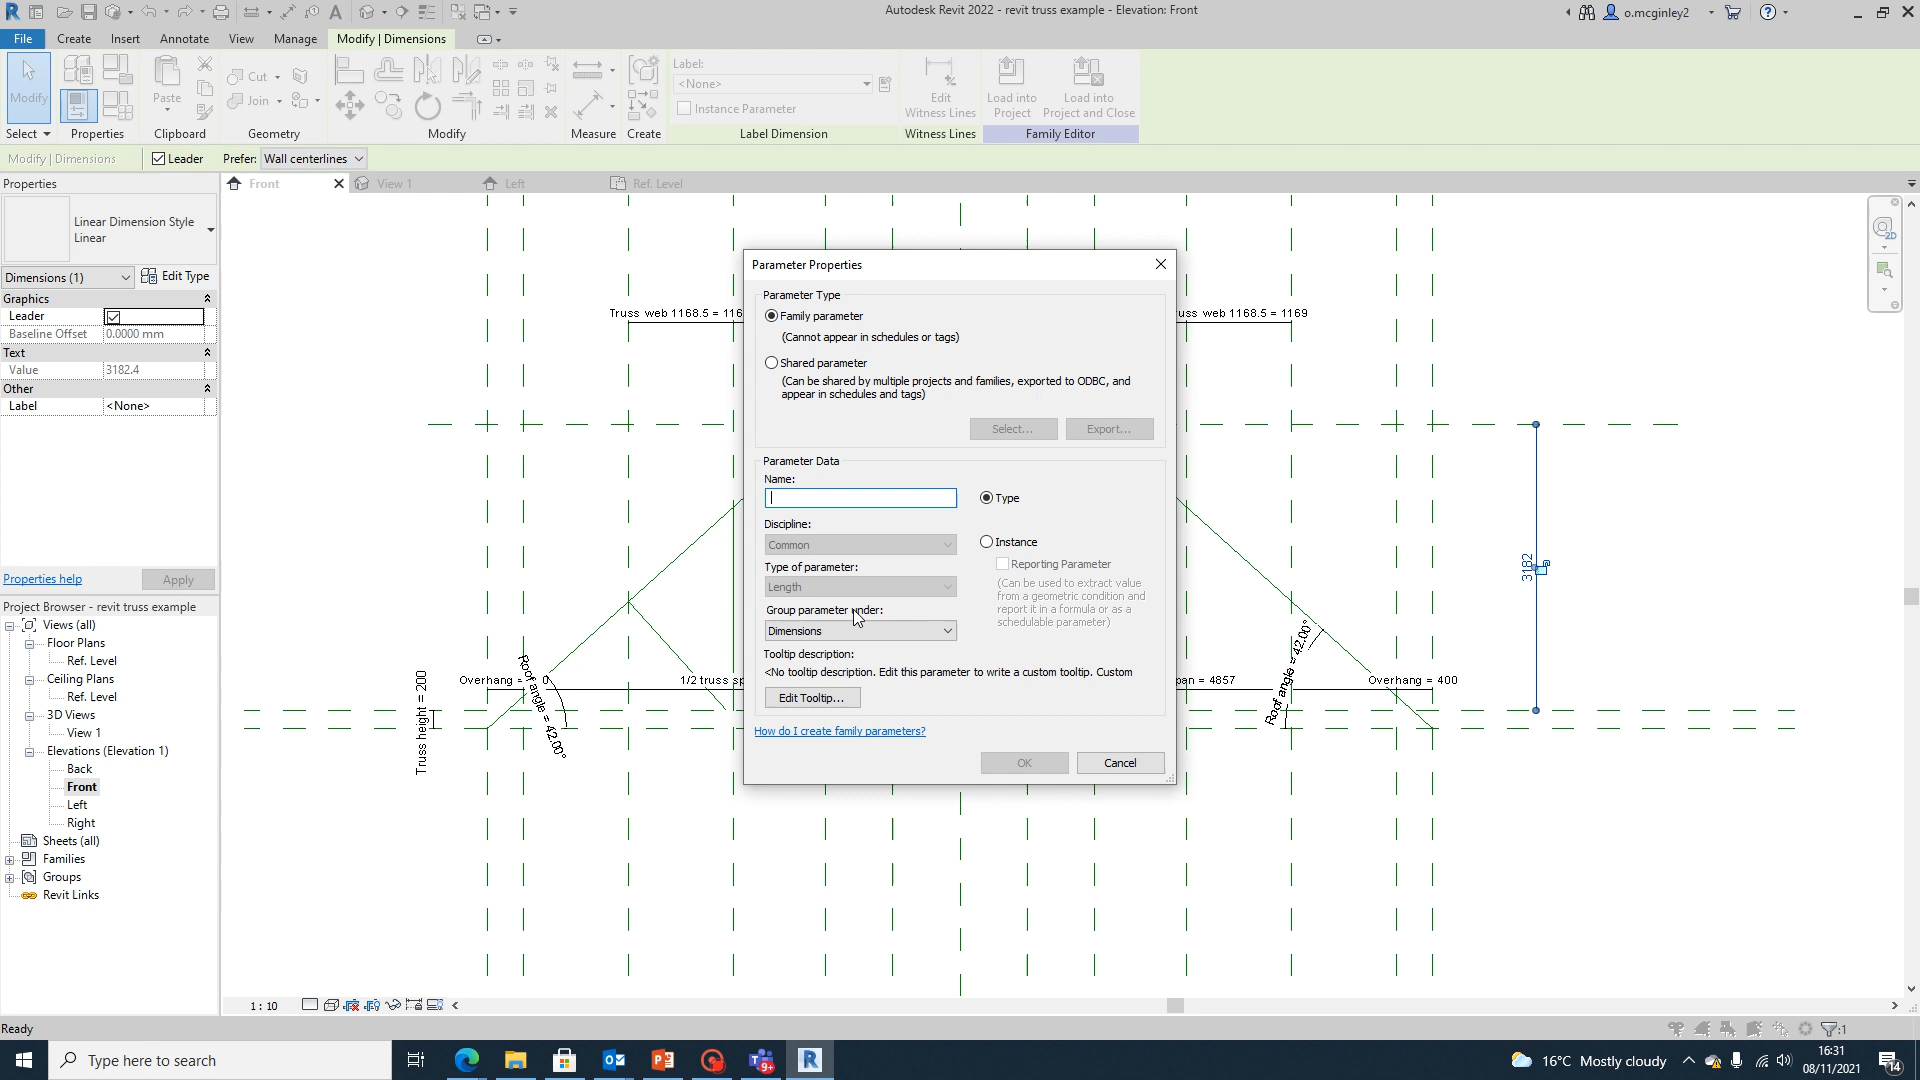 Autodesk Revit 2022 - revit truss example - Elevation: Front
o.mcginley2
File Create Insert Annotate View Manage Modify | Dimensions
Modify
Paste
Cut
Join
Label:
<None>
Instance Parameter
Edit
Witness Lines
Load into
Project
Load into
Project and Close
Select Properties Clipboard Geometry Modify Measure Create Label Dimension Witness Lines Family Editor
Modify | Dimensions Leader Prefer: Wall centerlines
Properties
Front View 1 Left Ref. Level
Linear Dimension Style
Linear
Dimensions (1) Edit Type
Graphics
Leader
Baseline Offset 0.0000 mm
Text
Value 3182.4
Other
Label <None>
Properties help Apply
Project Browser - revit truss example
Views (all)
Floor Plans
Ref. Level
Ceiling Plans
Ref. Level
3D Views
View 1
Elevations (Elevation 1)
Back
Front
Left
Right
Sheets (all)
Families
Groups
Revit Links
Truss web 1168.5 = 116
uss web 1168.5 = 1169
Truss height = 200
Overhang = 0
Roof angle = 42.00°
1/2 truss sp
pan = 4857
Roof angle = 42.00°
Overhang = 400
3182
Parameter Properties
Parameter Type
Family parameter
(Cannot appear in schedules or tags)
Shared parameter
(Can be shared by multiple projects and families, exported to ODBC, and
appear in schedules and tags)
Select... Export...
Parameter Data
Name:
Type
Discipline:
Common
Instance
Reporting Parameter
(Can be used to extract value
from a geometric condition and
report it in a formula or as a
schedulable parameter)
Type of parameter:
Length
Group parameter under:
Dimensions
Tooltip description:
<No tooltip description. Edit this parameter to write a custom tooltip. Custom
Edit Tooltip...
How do I create family parameters?
OK Cancel
1 : 10
Ready
:1
Type here to search
9+
16°C Mostly cloudy
16:31
08/11/2021
14